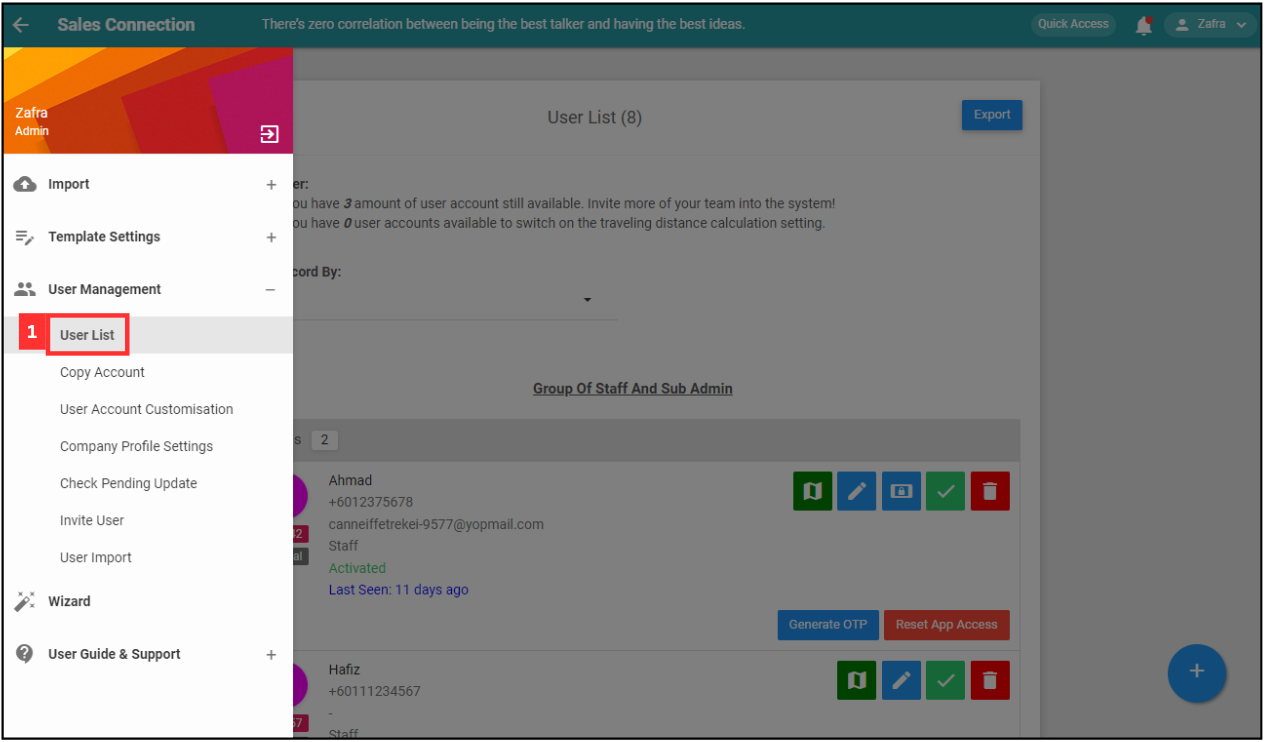 Sales Connection
There's zero correlation between being the best talker and having the best ideas.
Quick Access
Zafra
Zafra
Admin
Import
Template Settings
User Management
1
User List
Copy Account
User Account Customisation
Company Profile Settings
Check Pending Update
Invite User
User Import
Wizard
User Guide & Support
User List (8)
Export
er:
ou have 3 amount of user account still available. Invite more of your team into the system!
ou have 0 user accounts available to switch on the traveling distance calculation setting.
cord By:
Group Of Staff And Sub Admin
s 2
Ahmad
+6012375678
canneiffetrekei-9577@yopmail.com
Staff
Activated
Last Seen: 11 days ago
al
Generate OTP
Reset App Access
Hafiz
+60111234567
-
Staff